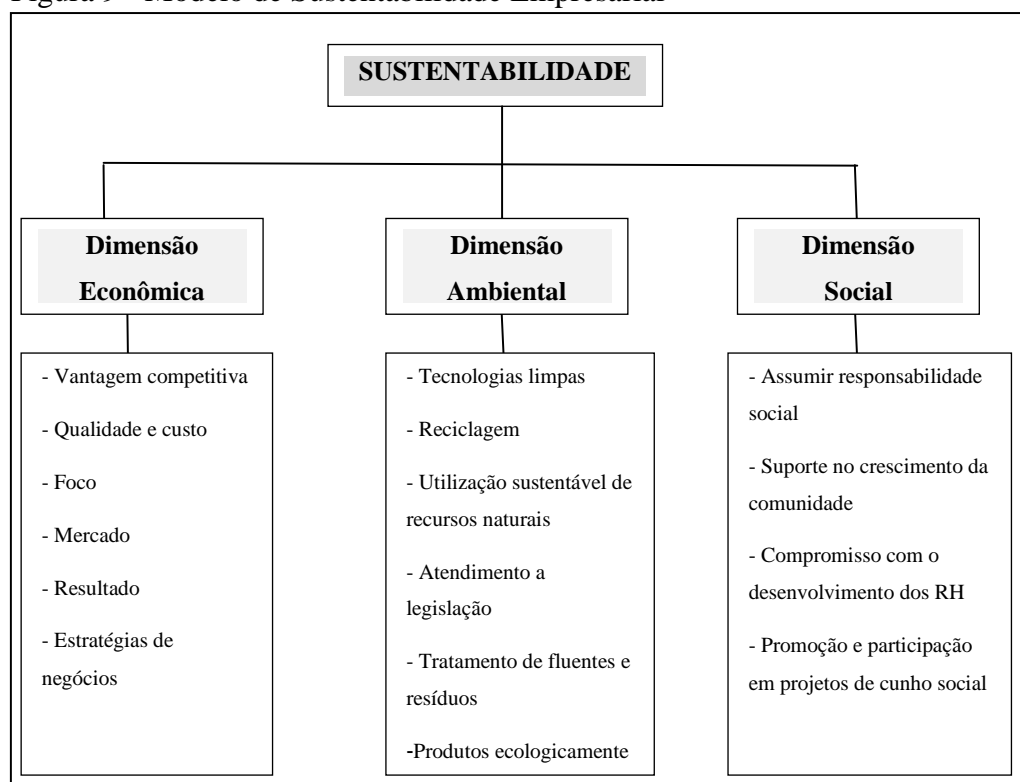 Figura 9 - Modelo de Sustentabilidade Empresarial
SUSTENTABILIDADE
Dimensão
Econômica
- Vantagem competitiva
- Qualidade e custo
- Foco
- Mercado
- Resultado
- Estratégias de
negócios
Dimensão
Ambiental
- Tecnologias limpas
- Reciclagem
- Utilização sustentável de
recursos naturais
- Atendimento a
legislação
- Tratamento de fluentes e
resíduos
-Produtos ecologicamente
Dimensão
Social
- Assumir responsabilidade
social
- Suporte no crescimento da
comunidade
- Compromisso com o
desenvolvimento dos RH
- Promoção e participação
em projetos de cunho social